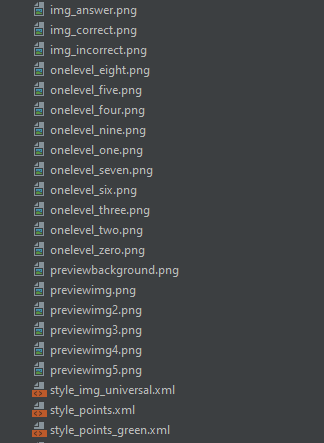 img_answer.png
img_correct.png
img_incorrect.png
onelevel_eight.png
onelevel_five.png
onelevel_four.png
onelevel_nine.png
onelevel_one.png
onelevel_seven.png
onelevel_six.png
onelevel_three.png
onelevel_two.png
onelevel_zero.png
previewbackground.png
previewimg.png
previewimg2.png
previewimg3.png
previewimg4.png
previewimg5.png
style_img_universal.xml
style_points.xml
style_points_green.xml